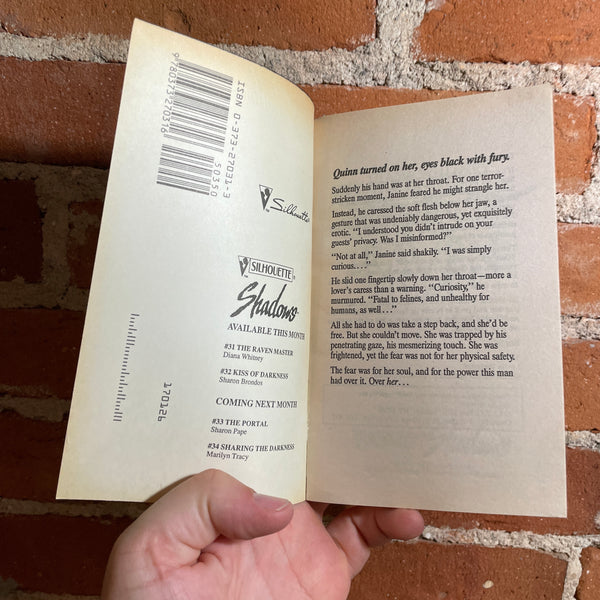 ISBN 0-373-27031-3
9 780373 270316
50350
Silhouette
SILHOUETTE
Shadows
AVAILABLE THIS MONTH
#31 THE RAVEN MASTER
Diana Whitney
#32 KISS OF DARKNESS
Sharon Brondos
COMING NEXT MONTH
#33 THE PORTAL
Sharon Pape
#34 SHARING THE DARKNESS
Marilyn Tracy
170126
Quinn turned on her, eyes black with fury.
Suddenly his hand was at her throat. For one terror-
stricken moment, Janine feared he might strangle her.
Instead, he caressed the soft flesh below her jaw, a
gesture that was undeniably dangerous, yet exquisitely
erotic. “I understood you didn't intrude on your
guests' privacy. Was I misinformed?”
“Not at all,” Janine said shakily. “I was simply
curious. . . .”
He slid one fingertip slowly down her throat—more a
lover's caress than a warning. “Curiosity,” he
murmured. “Fatal to felines, and unhealthy for
humans, as well . . .”
All she had to do was take a step back, and she'd be
free. But she couldn't move. She was trapped by his
penetrating gaze, his mesmerizing touch. She was
frightened, yet the fear was not for her physical safety.
The fear was for her soul, and for the power this man
had over it. Over her . . .